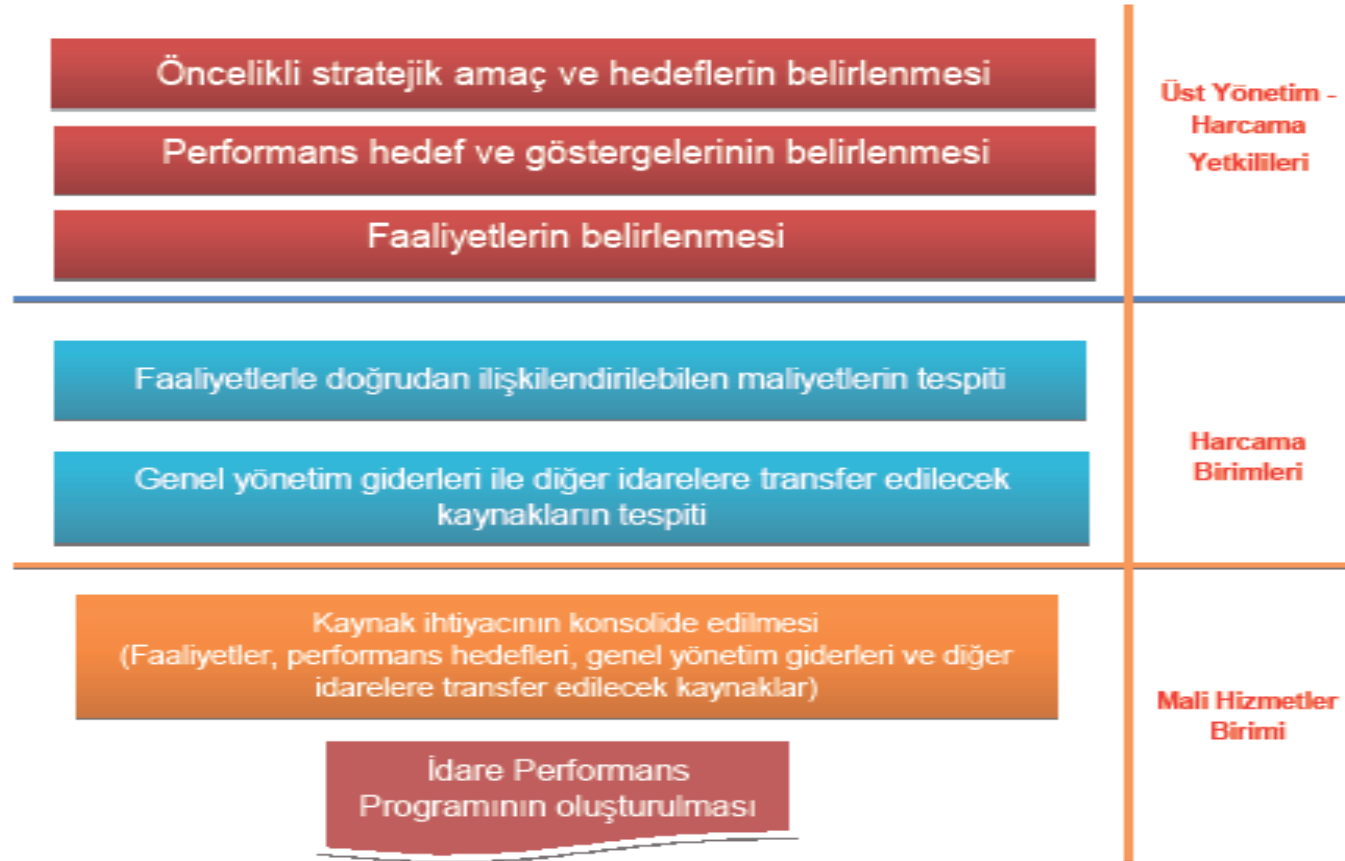 Öncelikli stratejik amaç ve hedeflerin belirlenmesi
Performans hedef ve göstergelerinin belirlenmesi
Faaliyetlerin belirlenmesi
Üst Yönetim -
Harcama
Yetkilileri
Faaliyetlerle doğrudan ilişkilendirilebilen maliyetlerin tespiti
Genel yönetim giderleri ile diğer idarelere transfer edilecek
kaynakların tespiti
Harcama
Birimleri
Kaynak ihtiyacının konsolide edilmesi
(Faaliyetler, performans hedefleri, genel yönetim giderleri ve diğer
idarelere transfer edilecek kaynaklar)
İdare Performans
Programının oluşturulması
Mali Hizmetler
Birimi